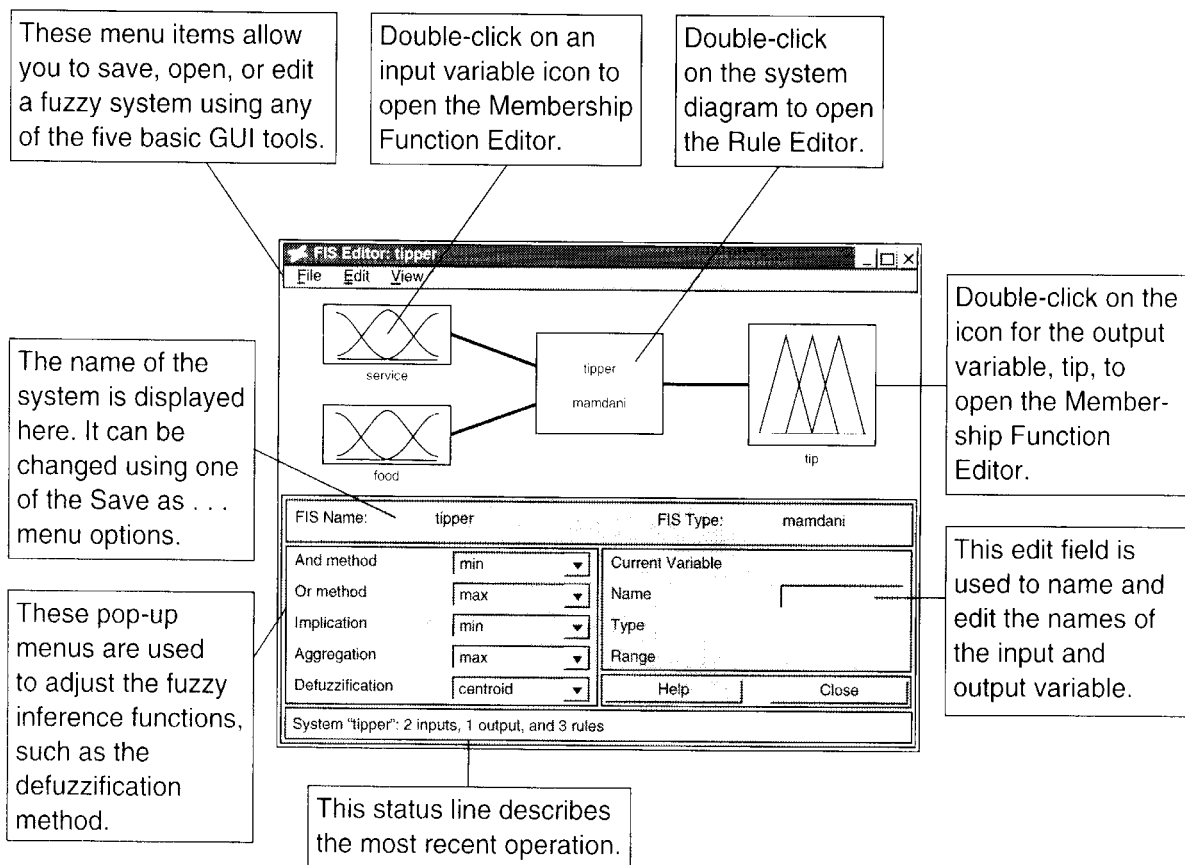 These menu items allow
you to save, open, or edit
a fuzzy system using any
of the five basic GUI tools.
Double-click on an
input variable icon to
open the Membership
Function Editor.
Double-click
on the system
diagram to open
the Rule Editor.
FIS Editor: tipper
File Edit View
service
food
tipper
mamdani
tip
Double-click on the
icon for the output
variable, tip, to
open the Member-
ship Function
Editor.
The name of the
system is displayed
here. It can be
changed using one
of the Save as . . .
menu options.
FIS Name: tipper FIS Type: mamdani
And method min
Or method max
Implication min
Aggregation max
Defuzzification centroid
Current Variable
Name
Type
Range
Help Close
System "tipper": 2 inputs, 1 output, and 3 rules
This edit field is
used to name and
edit the names of
the input and
output variable.
These pop-up
menus are used
to adjust the fuzzy
inference functions,
such as the
defuzzification
method.
This status line describes
the most recent operation.